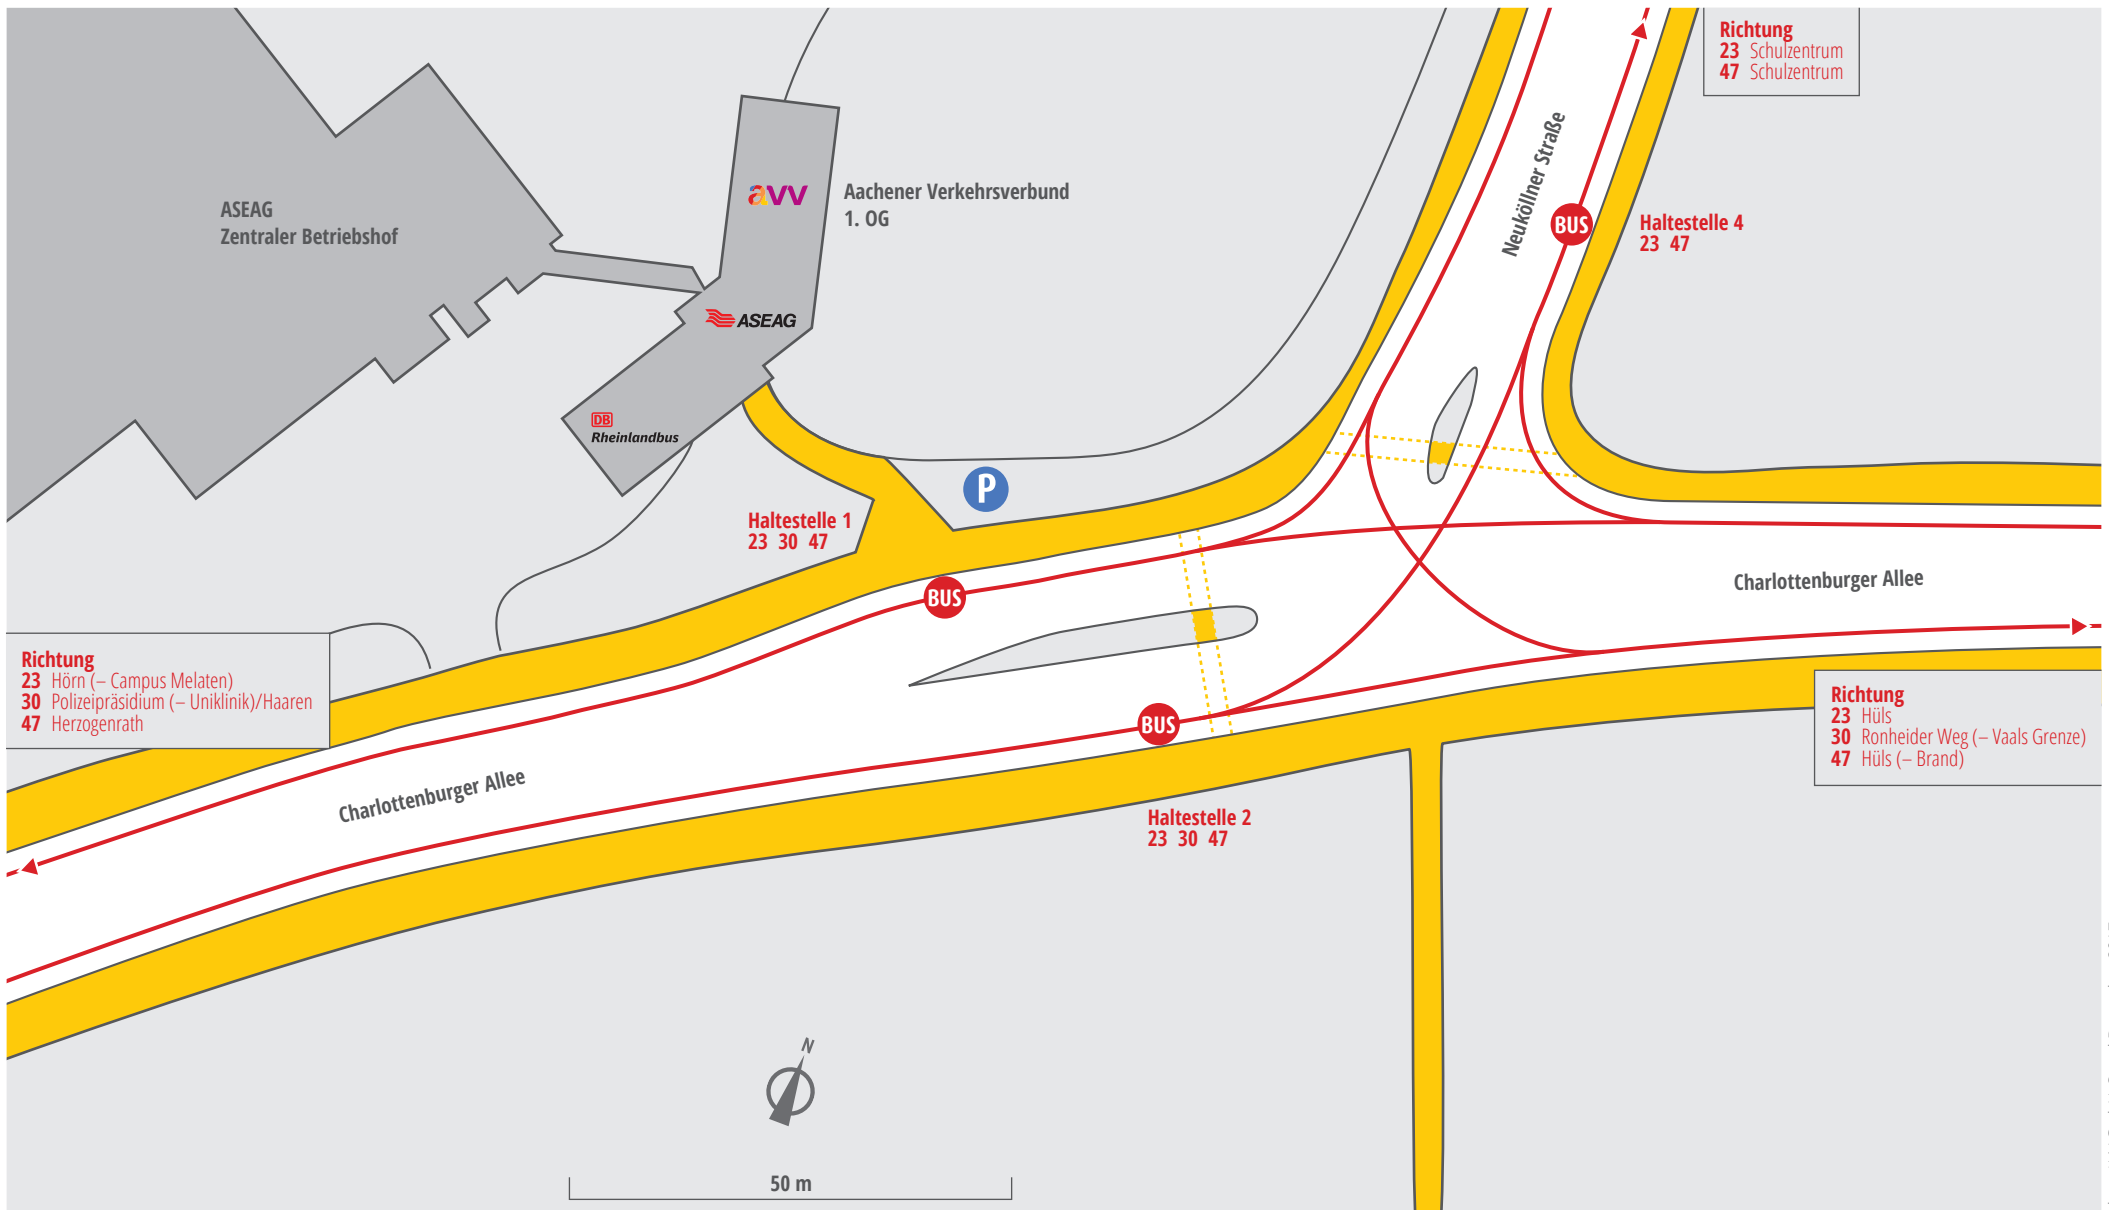 Richtung
23 Schulzentrum
47 Schulzentrum
Neuköllner Straße
ASEAG
Zentraler Betriebshof
avv
Aachener Verkehrsverbund
1. OG
BUS
Haltestelle 4
23 47
ASEAG
DB
Rheinlandbus
P
Haltestelle 1
23 30 47
BUS
Charlottenburger Allee
Richtung
23 Hörn (– Campus Melaten)
30 Polizeipräsidium (– Uniklinik)/Haaren
47 Herzogenrath
BUS
Richtung
23 Hüls
30 Ronheider Weg (– Vaals Grenze)
47 Hüls (– Brand)
Charlottenburger Allee
Haltestelle 2
23 30 47
N
50 m